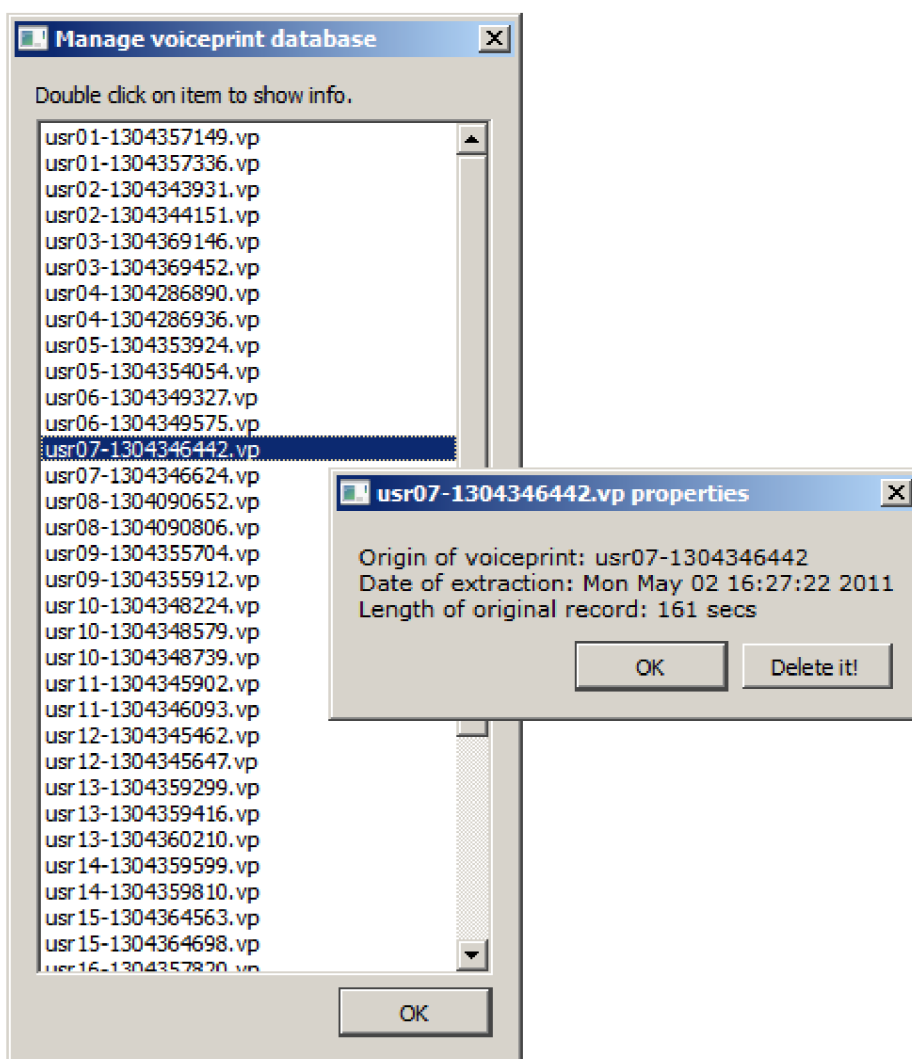 Manage voiceprint database
Double click on item to show info.
usr01-1304357149.vp
usr01-1304357336.vp
usr02-1304343931.vp
usr02-1304344151.vp
usr03-1304369146.vp
usr03-1304369452.vp
usr04-1304286890.vp
usr04-1304286936.vp
usr05-1304353924.vp
usr05-1304354054.vp
usr06-1304349327.vp
usr06-1304349575.vp
usr07-1304346442.vp
usr07-1304346624.vp
usr08-1304090652.vp
usr08-1304090806.vp
usr09-1304355704.vp
usr09-1304355912.vp
usr10-1304348224.vp
usr10-1304348579.vp
usr10-1304348739.vp
usr11-1304345902.vp
usr11-1304346093.vp
usr12-1304345462.vp
usr12-1304345647.vp
usr13-1304359299.vp
usr13-1304359416.vp
usr13-1304360210.vp
usr14-1304359599.vp
usr14-1304359810.vp
usr15-1304364563.vp
usr15-1304364698.vp
usr16-1304357820.vp
OK
usr07-1304346442.vp properties
Origin of voiceprint: usr07-1304346442
Date of extraction: Mon May 02 16:27:22 2011
Length of original record: 161 secs
OK
Delete it!